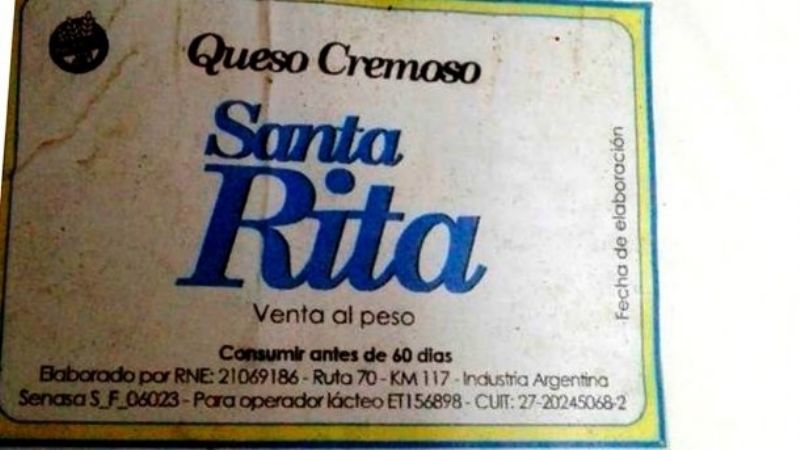 Queso Cremoso
Santa
Rita
Venta al peso
Consumir antes de 60 dias
Elaborado por RNE: 21069186 - Ruta 70 - KM 117 - Industria Argentina
Senasa S_F_06023 - Para operador lácteo ET156898 - CUIT: 27-20245068-2
Fecha de elaboración